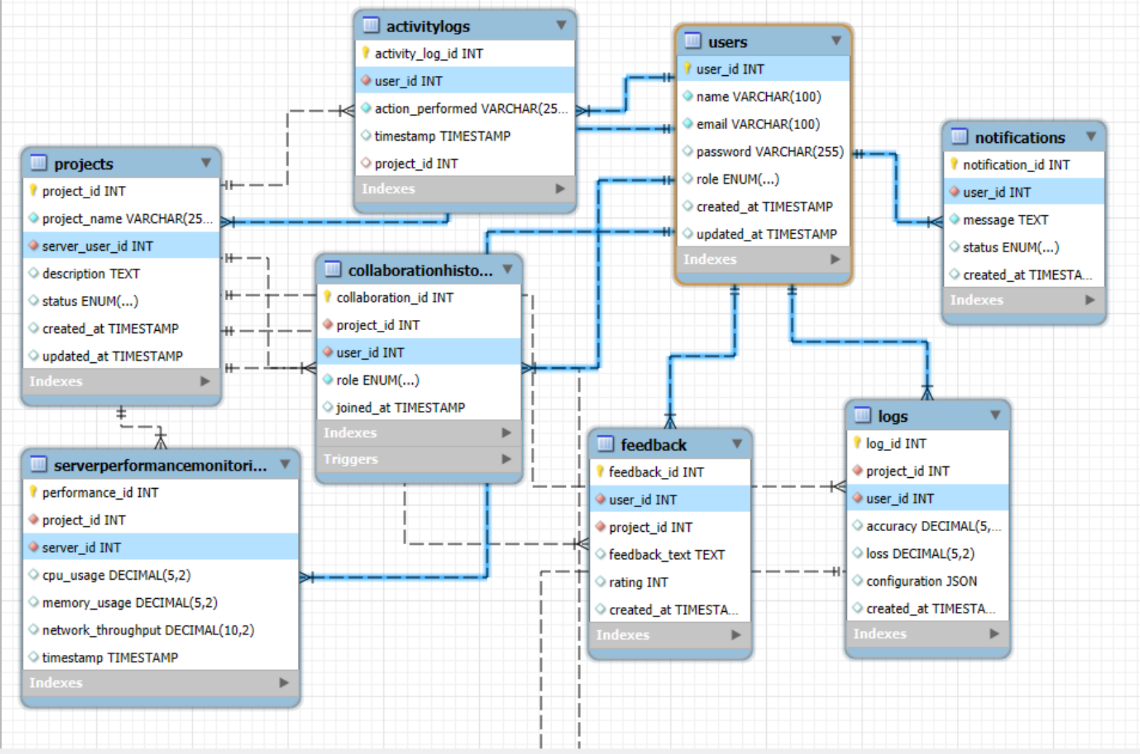 activitylogs
activity_log_id INT
user_id INT
action_performed VARCHAR(25...
timestamp TIMESTAMP
project_id INT
Indexes
users
user_id INT
name VARCHAR(100)
email VARCHAR(100)
password VARCHAR(255)
role ENUM(...)
created_at TIMESTAMP
updated_at TIMESTAMP
Indexes
notifications
notification_id INT
user_id INT
message TEXT
status ENUM(...)
created_at TIMESTA...
Indexes
projects
project_id INT
project_name VARCHAR(25...
server_user_id INT
description TEXT
status ENUM(...)
created_at TIMESTAMP
updated_at TIMESTAMP
Indexes
collaborationhisto...
collaboration_id INT
project_id INT
user_id INT
role ENUM(...)
joined_at TIMESTAMP
Indexes
Triggers
serverperformancemonitori...
performance_id INT
project_id INT
server_id INT
cpu_usage DECIMAL(5,2)
memory_usage DECIMAL(5,2)
network_throughput DECIMAL(10,2)
timestamp TIMESTAMP
Indexes
feedback
feedback_id INT
user_id INT
project_id INT
feedback_text TEXT
rating INT
created_at TIMESTA...
Indexes
logs
log_id INT
project_id INT
user_id INT
accuracy DECIMAL(5,...
loss DECIMAL(5,2)
configuration JSON
created_at TIMESTA...
Indexes